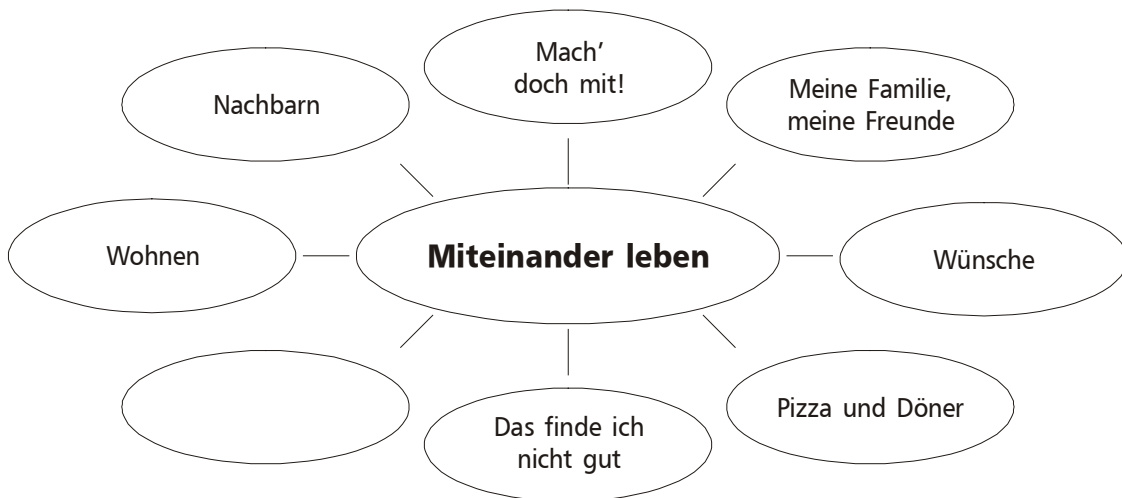 Mach’
doch mit!
Nachbarn
Meine Familie,
meine Freunde
Wohnen
Miteinander leben
Wünsche
Das finde ich
nicht gut
Pizza und Döner